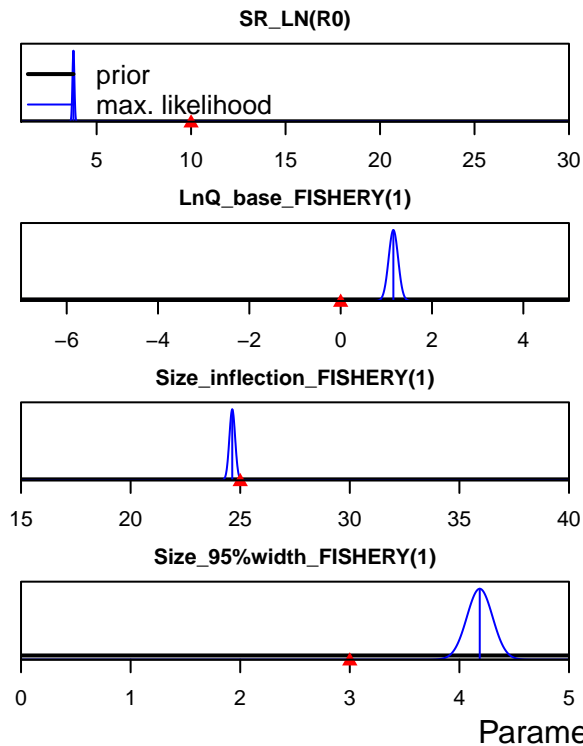 SR_LN(R0)
prior
max. likelihood
5 10 15 20 25 30
LnQ_base_FISHERY(1)
−6 −4 −2 0 2 4
Size_inflection_FISHERY(1)
15 20 25 30 35 40
Size_95%width_FISHERY(1)
0 1 2 3 4 5
Parame